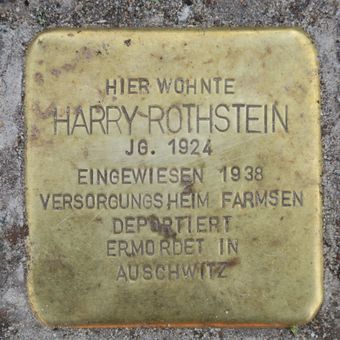 HIER WOHNTE
HARRY ROTHSTEIN
JG. 1924
EINGEWIESEN 1938
VERSORGUNGSHEIM FARMSEN
DEPORTIERT
ERMORDET IN
AUSCHWITZ